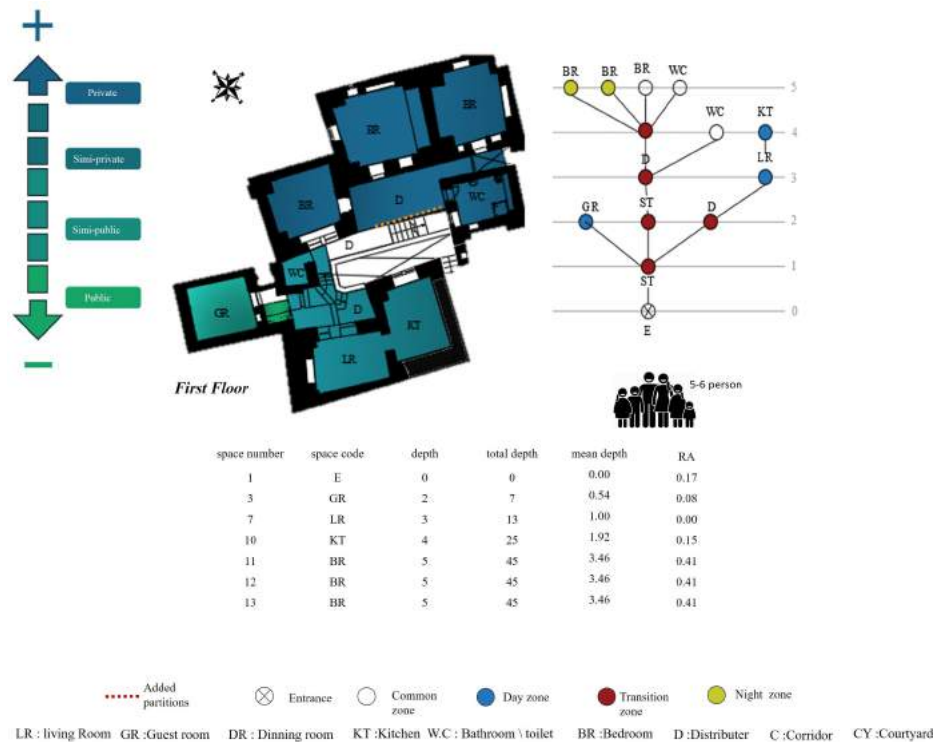 Private
Simi-private
Simi-public
Public
BR
BR
BR
D
WC
D
WC
GR
D
KT
LR
First Floor
BR BR BR WC
5
WC KT
4
D LR
3
GR ST D
2
1
ST
0
E
5-6 person
space number space code depth total depth mean depth RA
1 E 0 0 0.00 0.17
3 GR 2 7 0.54 0.08
7 LR 3 13 1.00 0.00
10 KT 4 25 1.92 0.15
11 BR 5 45 3.46 0.41
12 BR 5 45 3.46 0.41
13 BR 5 45 3.46 0.41
Added partitions
Entrance
Common zone
Day zone
Transition zone
Night zone
LR : living Room GR :Guest room DR : Dinning room KT :Kitchen W.C : Bathroom \ toilet BR :Bedroom D :Distributer C :Corridor CY :Courtyard